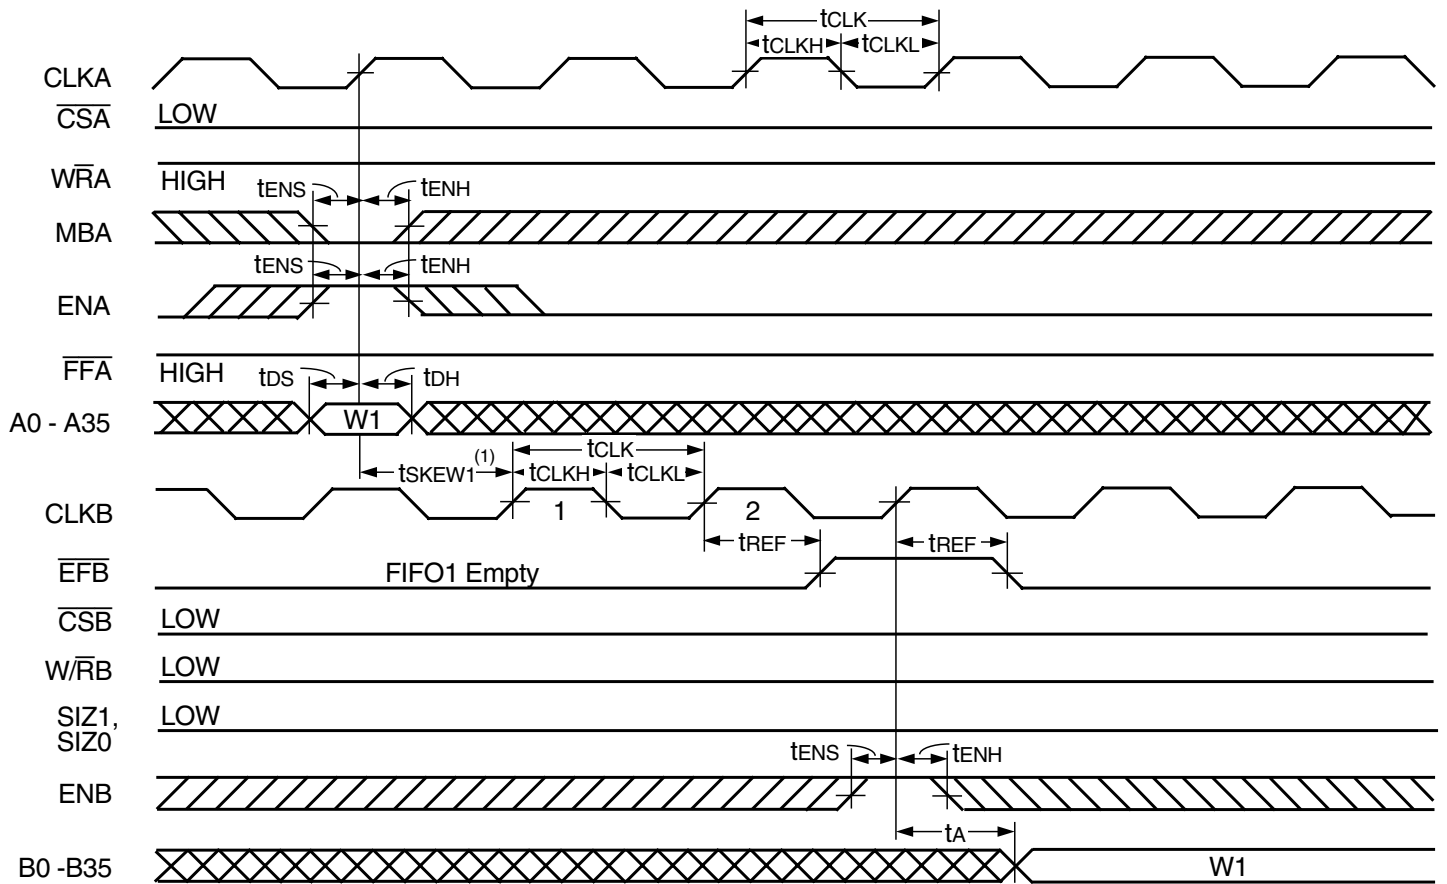 tCLK
tCLKH tCLKL
CLKA
CSA LOW
WRA HIGH
tENS tENH
MBA
tENS tENH
ENA
FFA HIGH
tDS tDH
A0 - A35 W1
tCLK
tSKEW1(1) tCLKH tCLKL
CLKB 1 2
tREF tREF
EFB FIFO1 Empty
CSB LOW
W/RB LOW
SIZ1, LOW
SIZ0
tENS tENH
ENB
tA
B0 -B35 W1